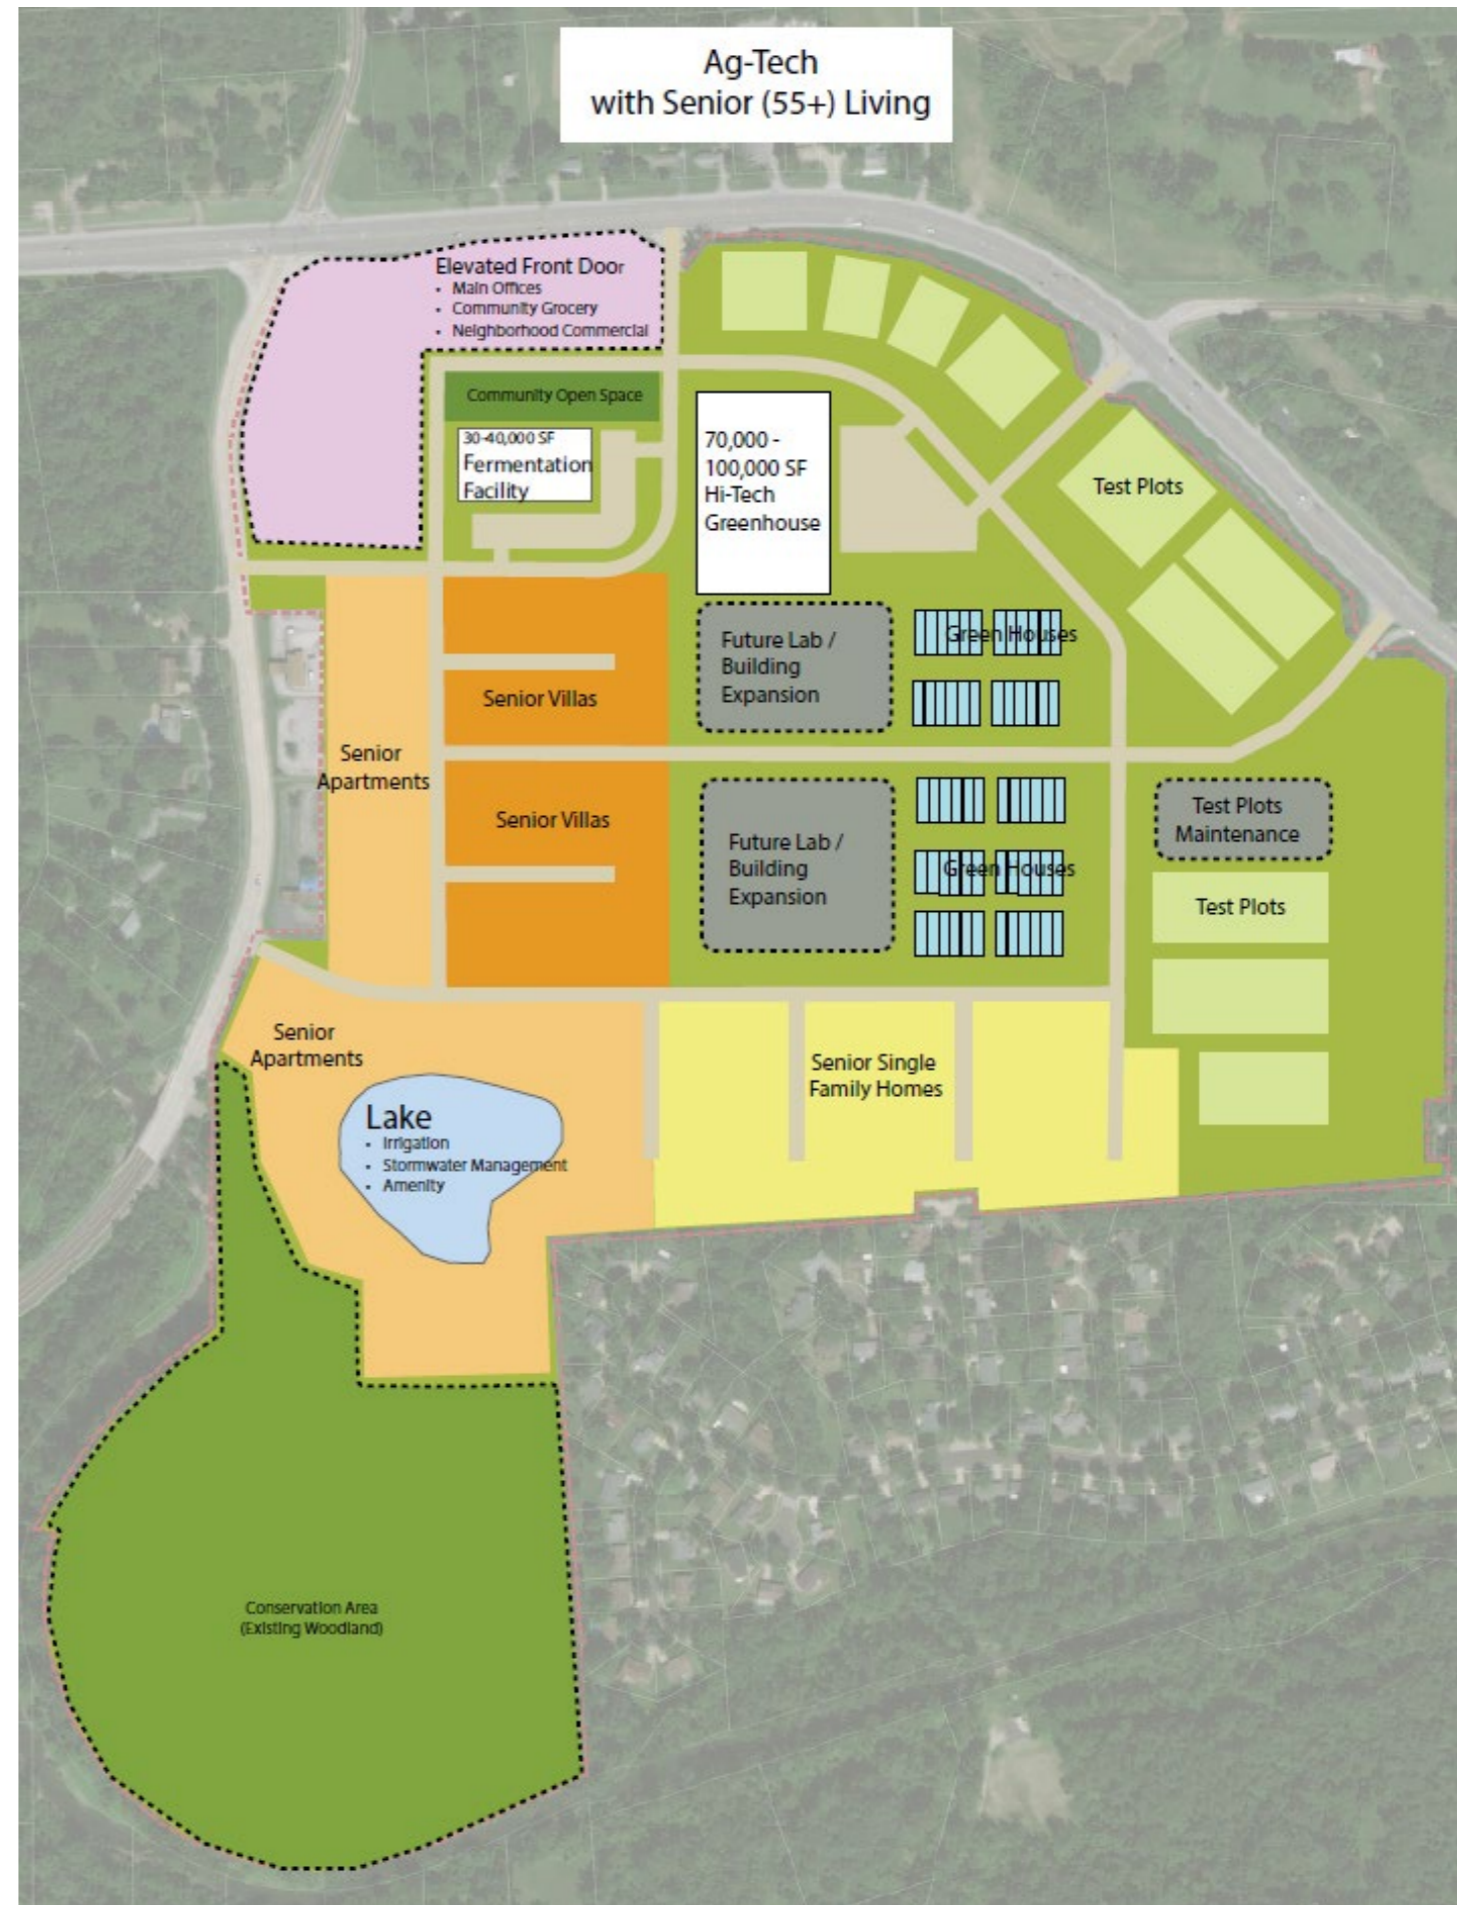 Ag-Tech
with Senior (55+) Living
Elevated Front Door
• Main Offices
• Community Grocery
• Neighborhood Commercial
Community Open Space
30-40,000 SF
Fermentation
Facility
70,000 -
100,000 SF
Hi-Tech
Greenhouse
Test Plots
Future Lab /
Building
Expansion
Green Houses
Senior Villas
Senior
Apartments
Senior Villas
Future Lab /
Building
Expansion
Green Houses
Test Plots
Maintenance
Test Plots
Senior
Apartments
Senior Single
Family Homes
Lake
• Irrigation
• Stormwater Management
• Amenity
Conservation Area
(Existing Woodland)